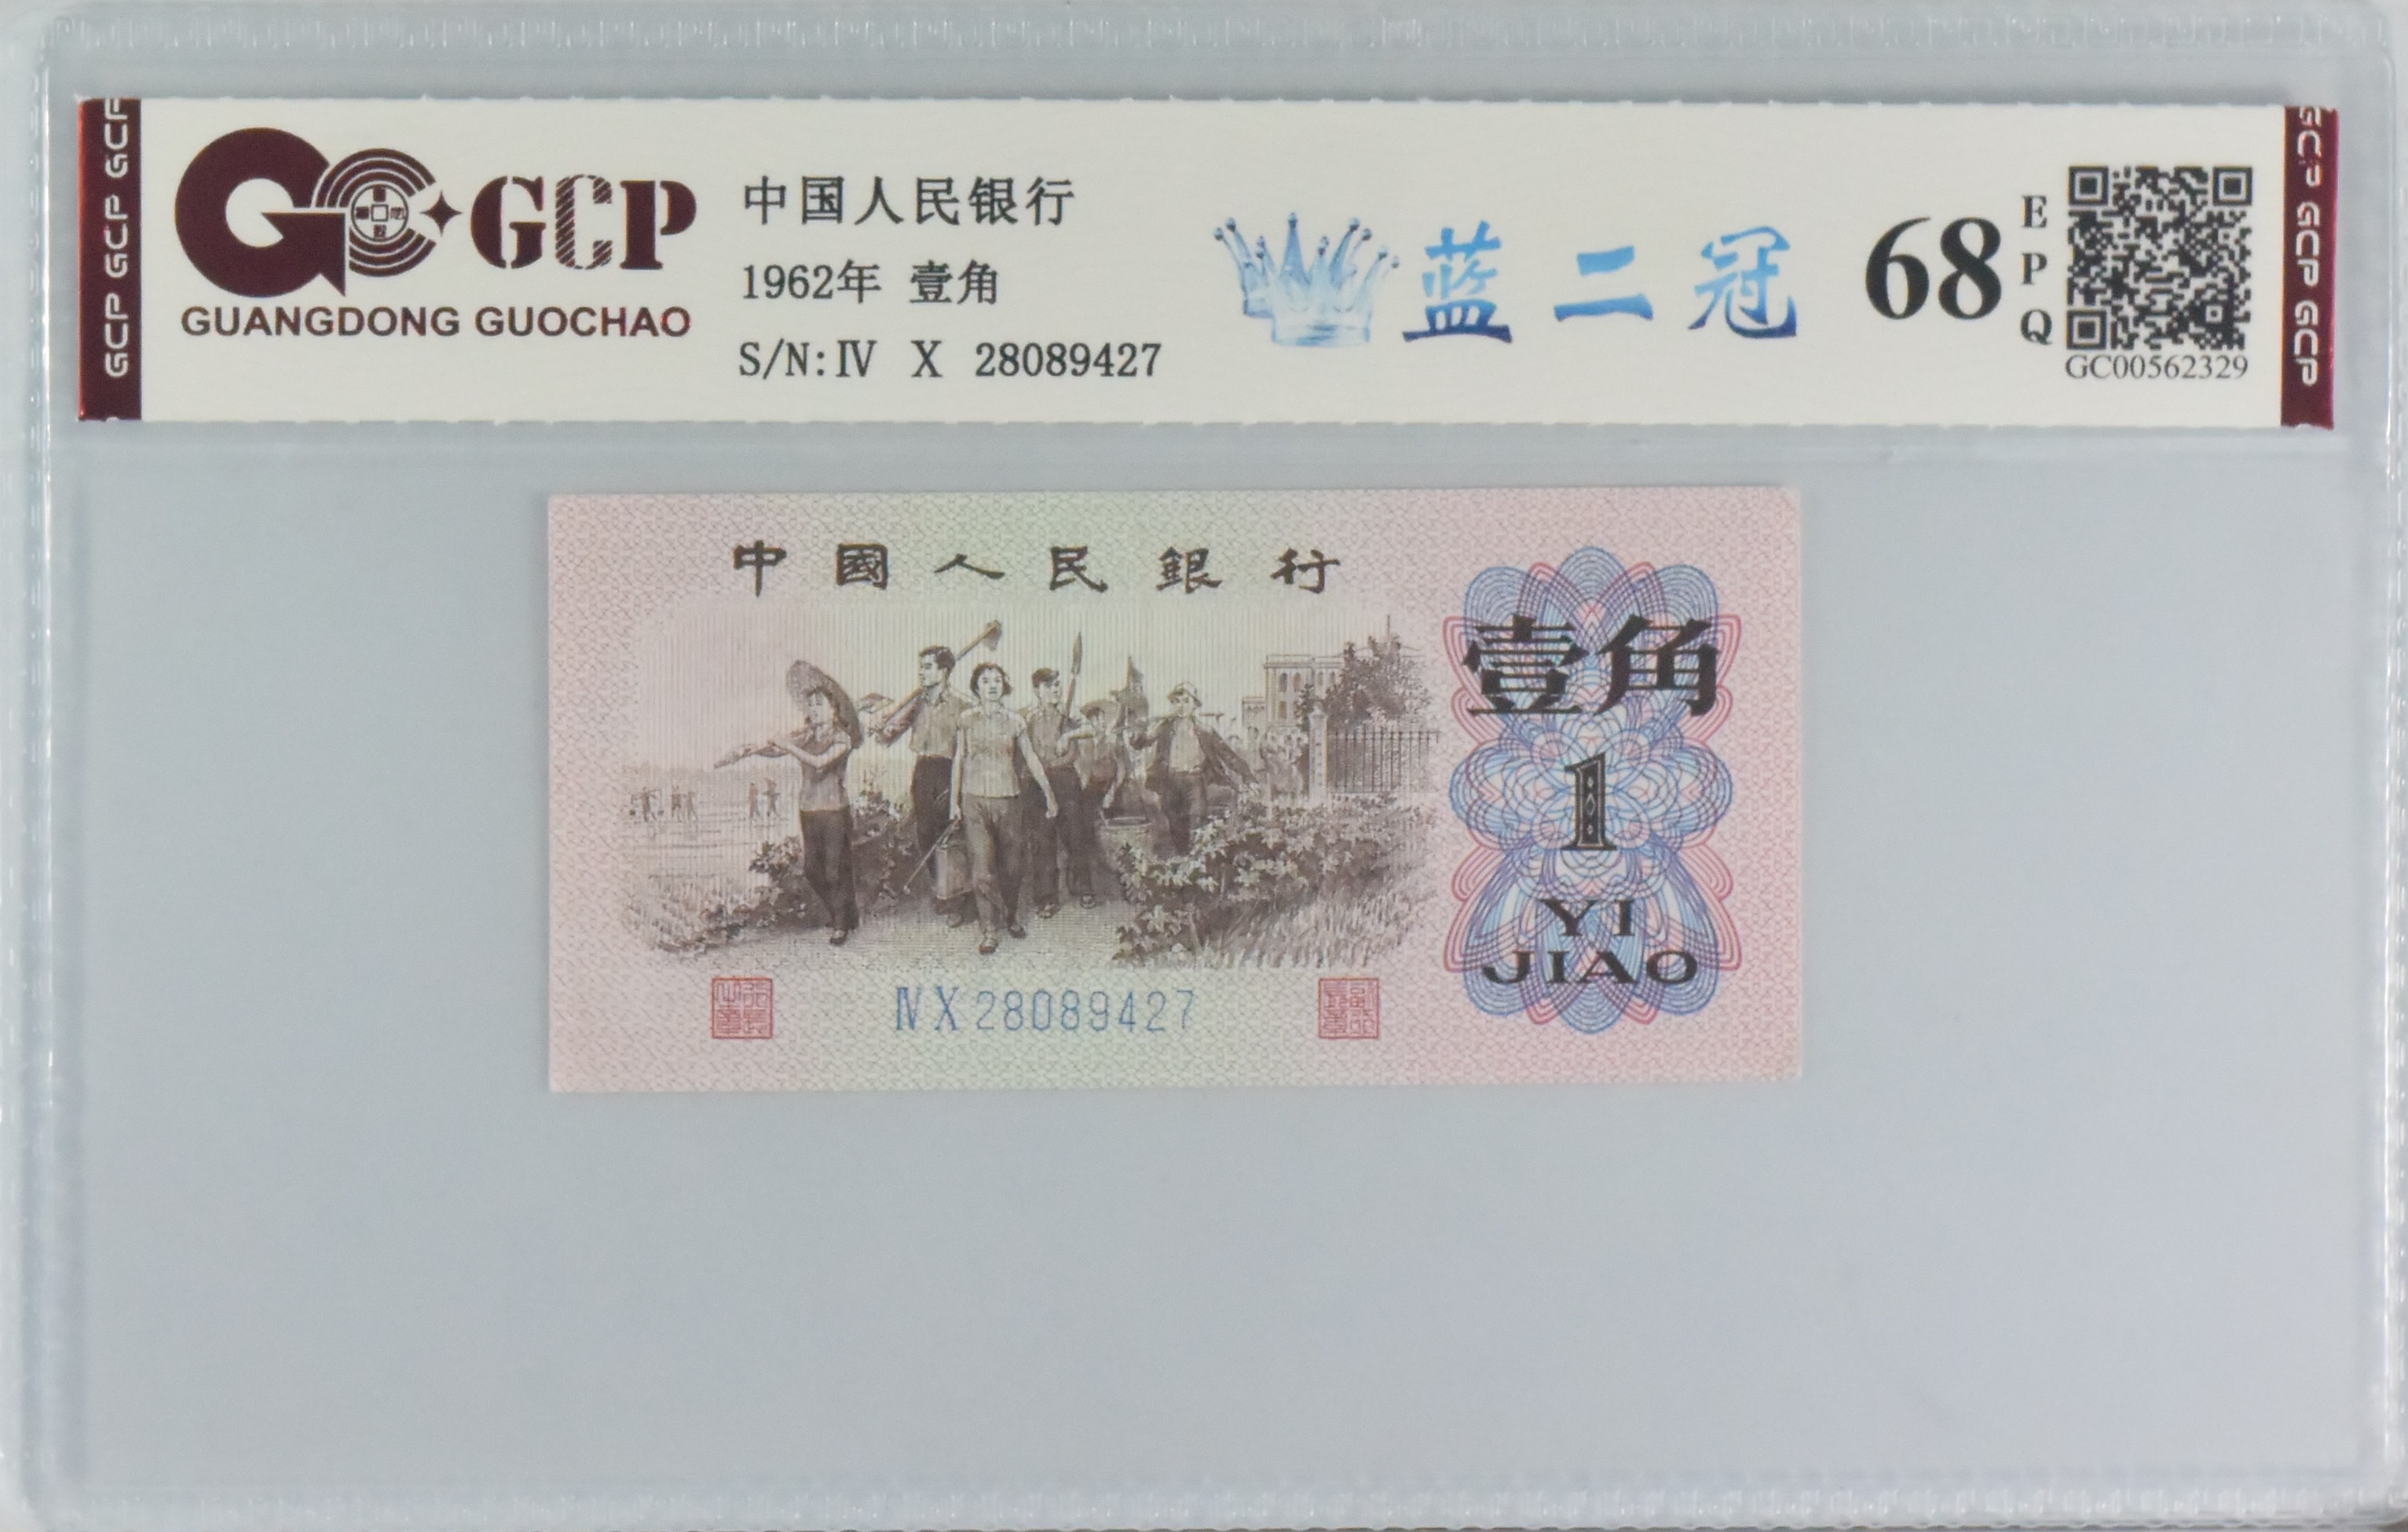 GCP GCP GCP
GCP
GUANGDONG GUOCHAO
中国人民银行
1962年 壹角
S/N:Ⅳ X 28089427
蓝二冠
68
EPQ
GC00562329
GCP GCP GCP
中國人民銀行
壹角
1
YI
JIAO
ⅣX28089427